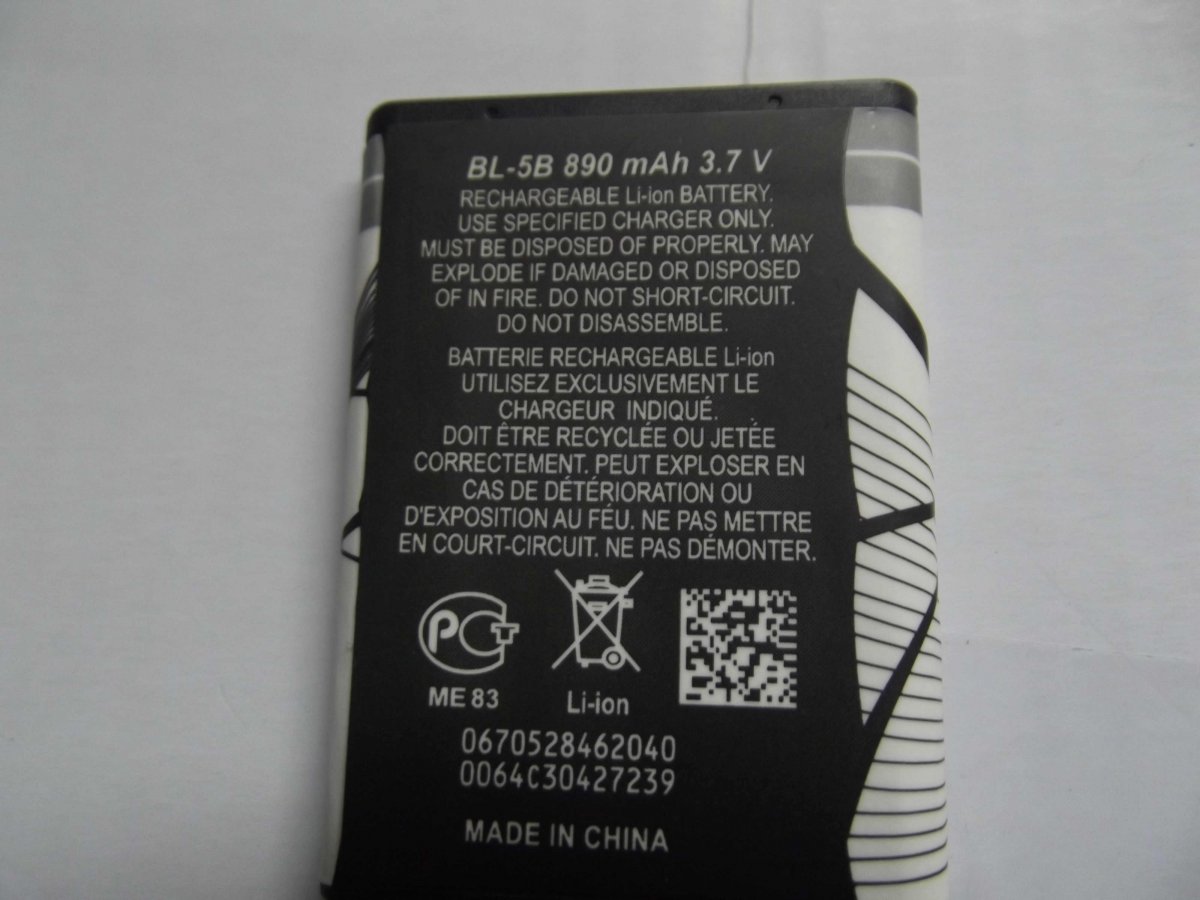 BL-5B 890 mAh 3.7 V
RECHARGEABLE Li-ion BATTERY.
USE SPECIFIED CHARGER ONLY.
MUST BE DISPOSED OF PROPERLY. MAY
EXPLODE IF DAMAGED OR DISPOSED
OF IN FIRE. DO NOT SHORT-CIRCUIT.
DO NOT DISASSEMBLE.
BATTERIE RECHARGEABLE Li-ion
UTILISEZ EXCLUSIVEMENT LE
CHARGEUR INDIQUÉ.
DOIT ÊTRE RECYCLÉE OU JETÉE
CORRECTEMENT. PEUT EXPLOSER EN
CAS DE DÉTÉRIORATION OU
D'EXPOSITION AU FÉU. NE PAS METTRE
EN COURT-CIRCUIT. NE PAS DÉMONTER.
РСТ
ME 83
Li-ion
0670528462040
0064C30427239
MADE IN CHINA